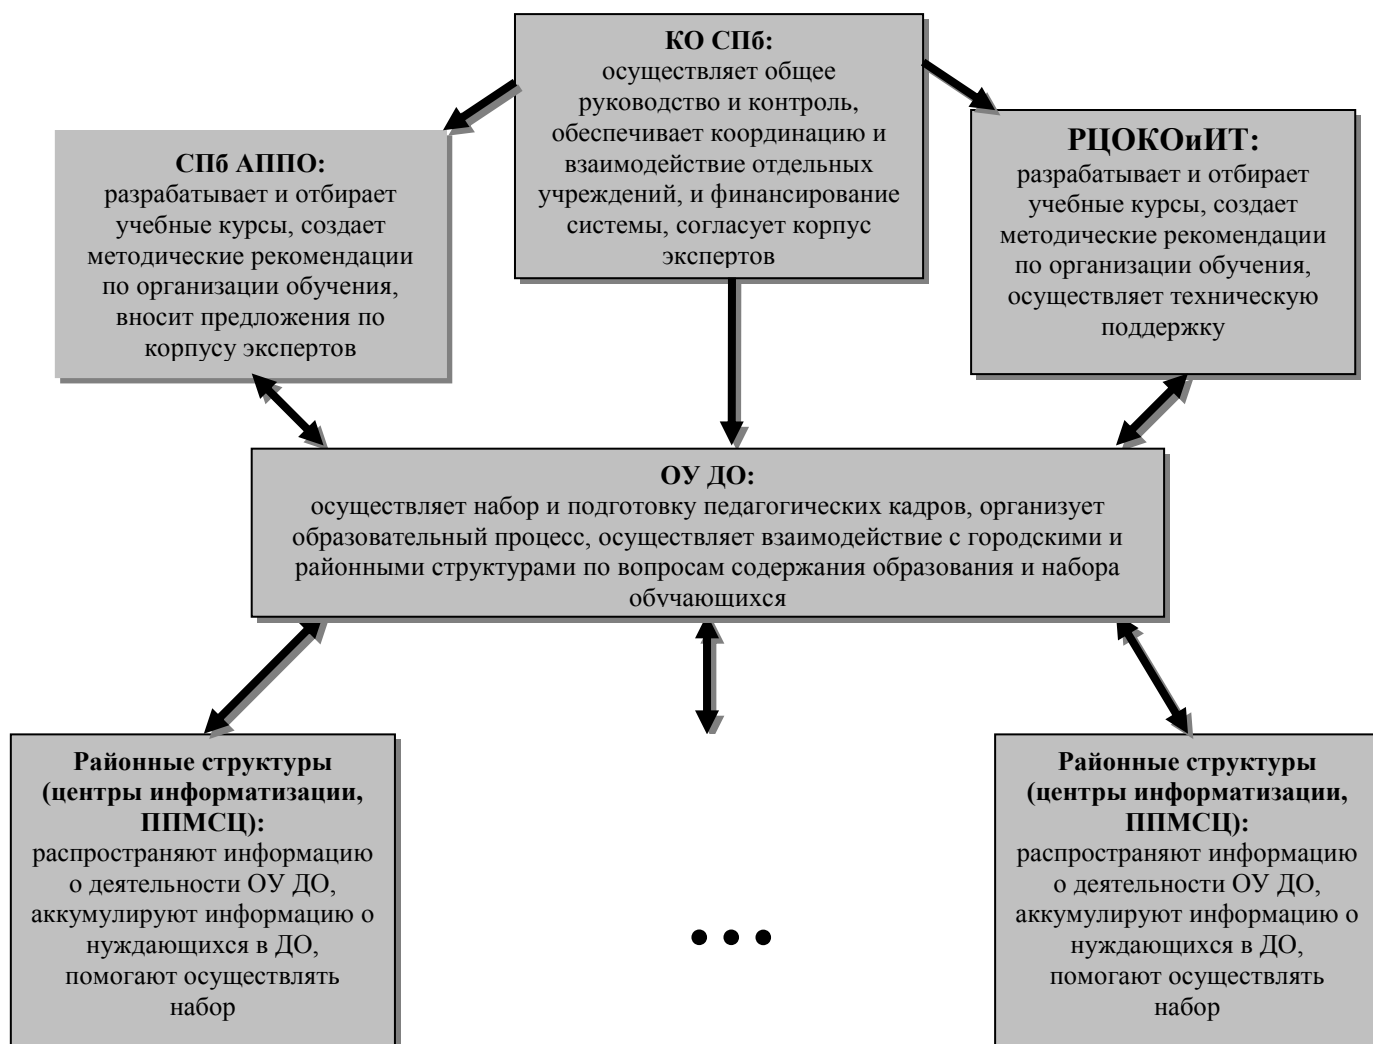 КО СПб:
осуществляет общее
руководство и контроль,
обеспечивает координацию и
взаимодействие отдельных
учреждений, и финансирование
системы, согласует корпус
экспертов
СПб АППО:
разрабатывает и отбирает
учебные курсы, создает
методические рекомендации
по организации обучения,
вносит предложения по
корпусу экспертов
РЦОКОиИТ:
разрабатывает и отбирает
учебные курсы, создает
методические рекомендации
по организации обучения,
осуществляет техническую
поддержку
ОУ ДО:
осуществляет набор и подготовку педагогических кадров, организует
образовательный процесс, осуществляет взаимодействие с городскими и
районными структурами по вопросам содержания образования и набора
обучающихся
Районные структуры
(центры информатизации,
ППМСЦ):
распространяют информацию
о деятельности ОУ ДО,
аккумулируют информацию о
нуждающихся в ДО,
помогают осуществлять
набор
...
Районные структуры
(центры информатизации,
ППМСЦ):
распространяют информацию
о деятельности ОУ ДО,
аккумулируют информацию о
нуждающихся в ДО,
помогают осуществлять
набор